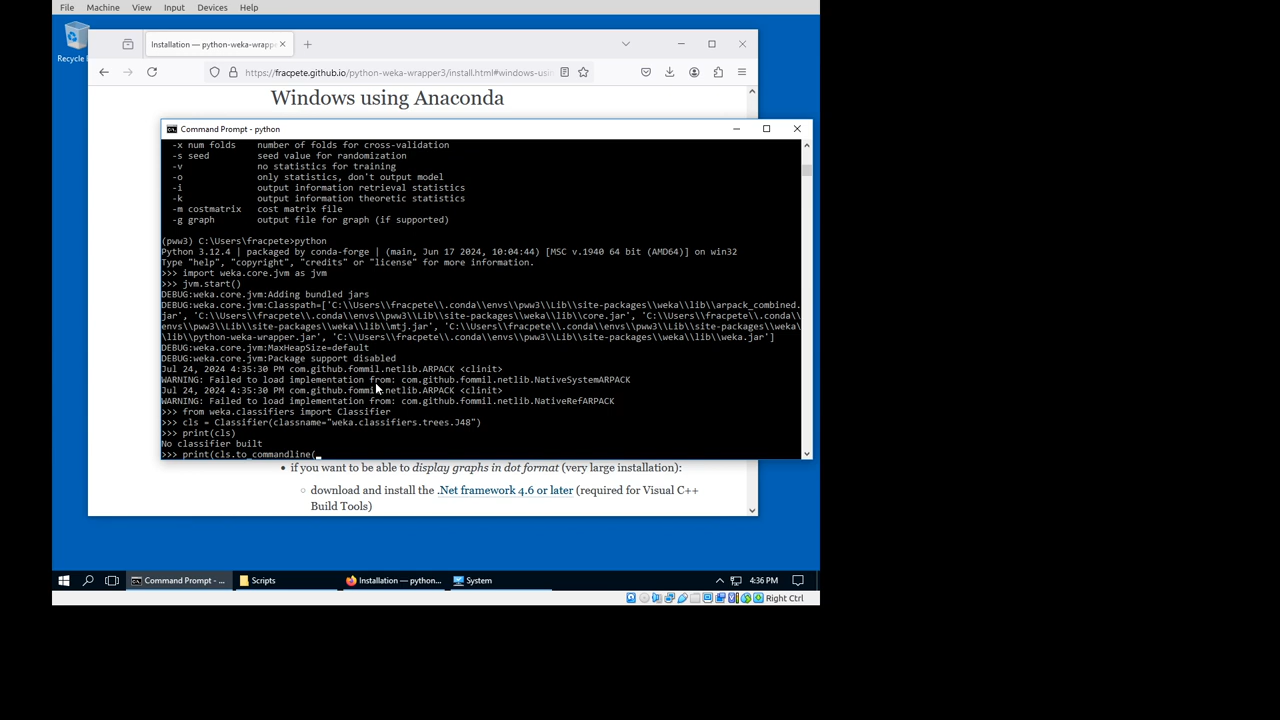 File Machine View Input Devices Help
Recycle
Installation — python-weka-wrappe
https://fracpete.github.io/python-weka-wrapper3/install.html#windows-usin
Windows using Anaconda
Command Prompt - python
-x num folds number of folds for cross-validation
-s seed seed value for randomization
-v no statistics for training
-o only statistics, don't output model
-i output information retrieval statistics
-k output information theoretic statistics
-m costmatrix cost matrix file
-g graph output file for graph (if supported)
(pww3) C:\Users\fracpete>python
Python 3.12.4 | packaged by conda-forge | (main, Jun 17 2024, 10:04:44) [MSC v.1940 64 bit (AMD64)] on win32
Type "help", "copyright", "credits" or "license" for more information.
>>> import weka.core.jvm as jvm
>>> jvm.start()
DEBUG:weka.core.jvm:Adding bundled jars
DEBUG:weka.core.jvm:Classpath=['C:\\Users\\fracpete\\.conda\\envs\\pww3\\Lib\\site-packages\\weka\\lib\\arpack_combined.
jar', 'C:\\Users\\fracpete\\.conda\\envs\\pww3\\Lib\\site-packages\\weka\\lib\\core.jar', 'C:\\Users\\fracpete\\.conda\\
envs\\pww3\\Lib\\site-packages\\weka\\lib\\mtj.jar', 'C:\\Users\\fracpete\\.conda\\envs\\pww3\\Lib\\site-packages\\weka\
\lib\\python-weka-wrapper.jar', 'C:\\Users\\fracpete\\.conda\\envs\\pww3\\Lib\\site-packages\\weka\\lib\\weka.jar']
DEBUG:weka.core.jvm:MaxHeapSize=default
DEBUG:weka.core.jvm:Package support disabled
Jul 24, 2024 4:35:30 PM com.github.fommil.netlib.ARPACK <clinit>
WARNING: Failed to load implementation from: com.github.fommil.netlib.NativeSystemARPACK
Jul 24, 2024 4:35:30 PM com.github.fommil.netlib.ARPACK <clinit>
WARNING: Failed to load implementation from: com.github.fommil.netlib.NativeRefARPACK
>>> from weka.classifiers import Classifier
>>> cls = Classifier(classname="weka.classifiers.trees.J48")
>>> print(cls)
No classifier built
>>> print(cls.to_commandline(
• if you want to be able to display graphs in dot format (very large installation):
○ download and install the .Net framework 4.6 or later (required for Visual C++
Build Tools)
Command Prompt - ... Scripts Installation — python... System 4:36 PM
Right Ctrl